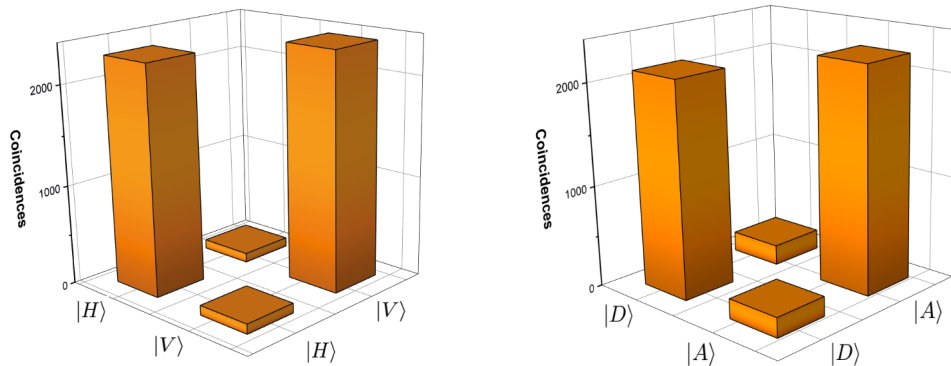 Coincidences
2000
1000
0
|H⟩
|V⟩
|H⟩
|V⟩
Coincidences
2000
1000
0
|D⟩
|A⟩
|D⟩
|A⟩